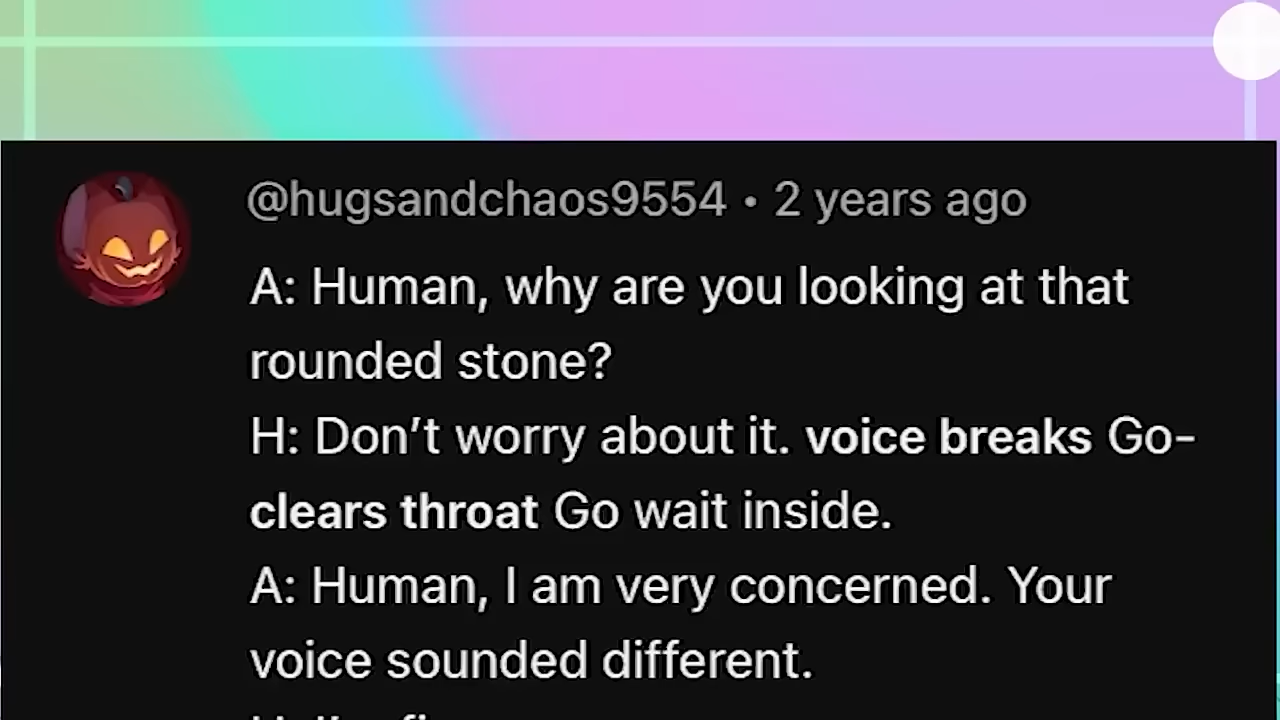 @hugsandchaos9554 • 2 years ago
A: Human, why are you looking at that
rounded stone?
H: Don’t worry about it. voice breaks Go-
clears throat Go wait inside.
A: Human, I am very concerned. Your
voice sounded different.